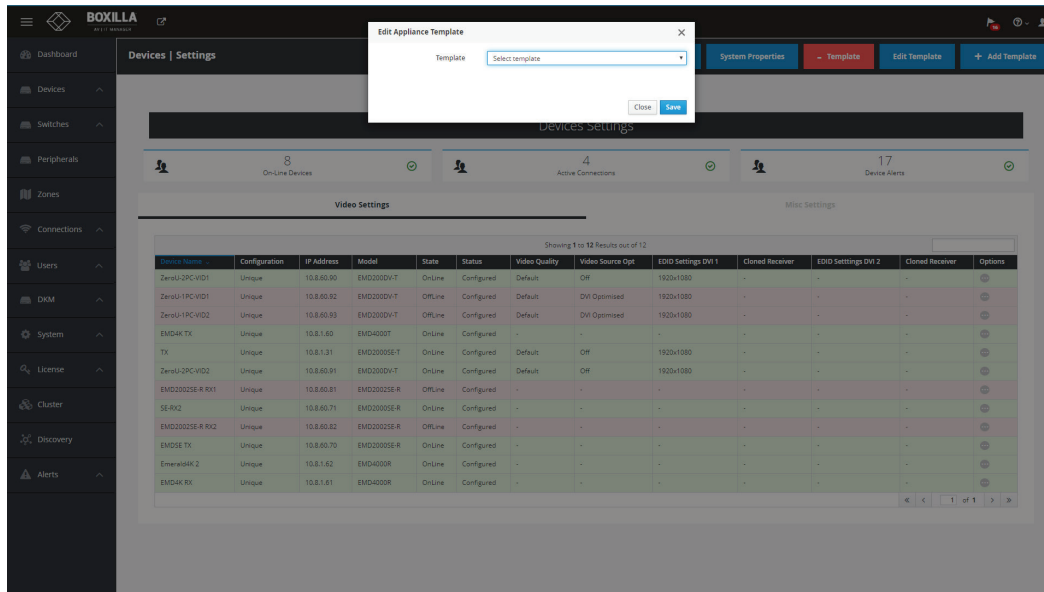 BOXILLA
Edit Appliance Template
Dashboard
Devices | Settings
Template Select template
System Properties - Template Edit Template + Add Template
Devices
Close Save
Switches
Devices Settings
Peripherals
8 4 17
On-Line Devices Active Connections Device Alerts
Zones
Video Settings Misc Settings
Connections
Showing 1 to 12 Results out of 12
Users
Device Name Configuration IP Address Model State Status Video Quality Video Source Opt EDID Settings DVI 1 Cloned Receiver EDID Setttings DVI 2 Cloned Receiver Options
ZeroU-2PC-VID1 Unique 10.8.60.90 EMD200DV-T OnLine Configured Default Off 1920x1080 - - -
ZeroU-1PC-VID1 Unique 10.8.60.92 EMD200DV-T OffLine Configured Default DVI Optimised 1920x1080 - - -
ZeroU-1PC-VID2 Unique 10.8.60.93 EMD200DV-T OffLine Configured Default DVI Optimised 1920x1080 - - -
EMD4K TX Unique 10.8.1.60 EMD4000T OnLine Configured - - - - - -
TX Unique 10.8.1.31 EMD2000SE-T OnLine Configured Default Off 1920x1080 - - -
ZeroU-2PC-VID2 Unique 10.8.60.91 EMD200DV-T OnLine Configured Default Off 1920x1080 - - -
EMD2002SE-R RX1 Unique 10.8.60.81 EMD2002SE-R OffLine Configured - - - - - -
SE-RX2 Unique 10.8.60.71 EMD2000SE-R OnLine Configured - - - - - -
EMD2002SE-R RX2 Unique 10.8.60.82 EMD2002SE-R OffLine Configured - - - - - -
EMDSE TX Unique 10.8.60.70 EMD2000SE-R OnLine Configured - - - - - -
Emerald4K 2 Unique 10.8.1.62 EMD4000R OnLine Configured - - - - - -
EMD4K RX Unique 10.8.1.61 EMD4000R OnLine Configured - - - - - -
DKM
System
License
Cluster
Discovery
Alerts
1 of 1